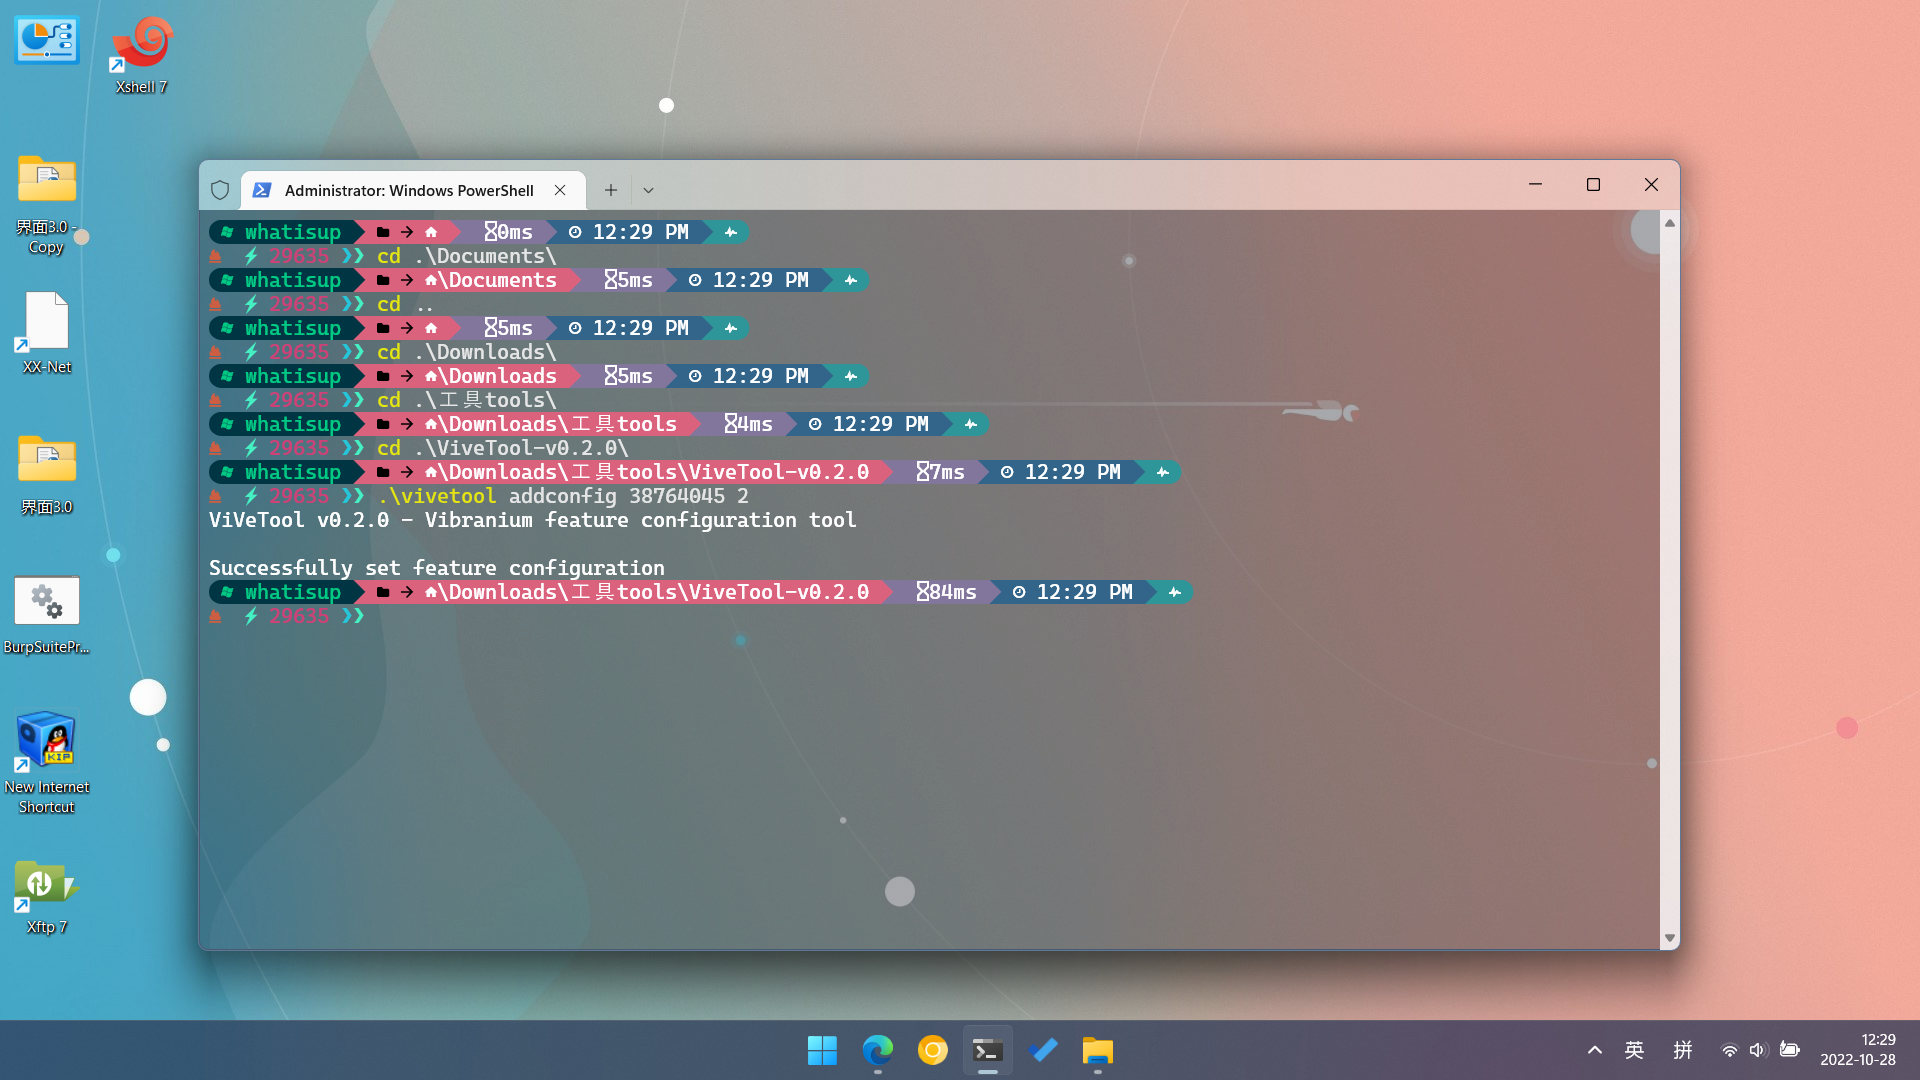 Xshell 7
界面3.0 -
Copy
XX-Net
界面3.0
BurpSuitePr...
KIP
New Internet
Shortcut
Xftp 7
Administrator: Windows PowerShell
whatisup 0ms 12:29 PM
29635 ❯❯ cd .\Documents\
whatisup → \Documents 5ms 12:29 PM
29635 ❯❯ cd ..
whatisup → 5ms 12:29 PM
29635 ❯❯ cd .\Downloads\
whatisup → \Downloads 5ms 12:29 PM
29635 ❯❯ cd .\工具tools\
whatisup → \Downloads\工具tools 4ms 12:29 PM
29635 ❯❯ cd .\ViveTool-v0.2.0\
whatisup → \Downloads\工具tools\ViveTool-v0.2.0 7ms 12:29 PM
29635 ❯❯ .\vivetool addconfig 38764045 2
ViVeTool v0.2.0 - Vibranium feature configuration tool
Successfully set feature configuration
whatisup → \Downloads\工具tools\ViveTool-v0.2.0 84ms 12:29 PM
29635 ❯❯
英 拼
12:29
2022-10-28